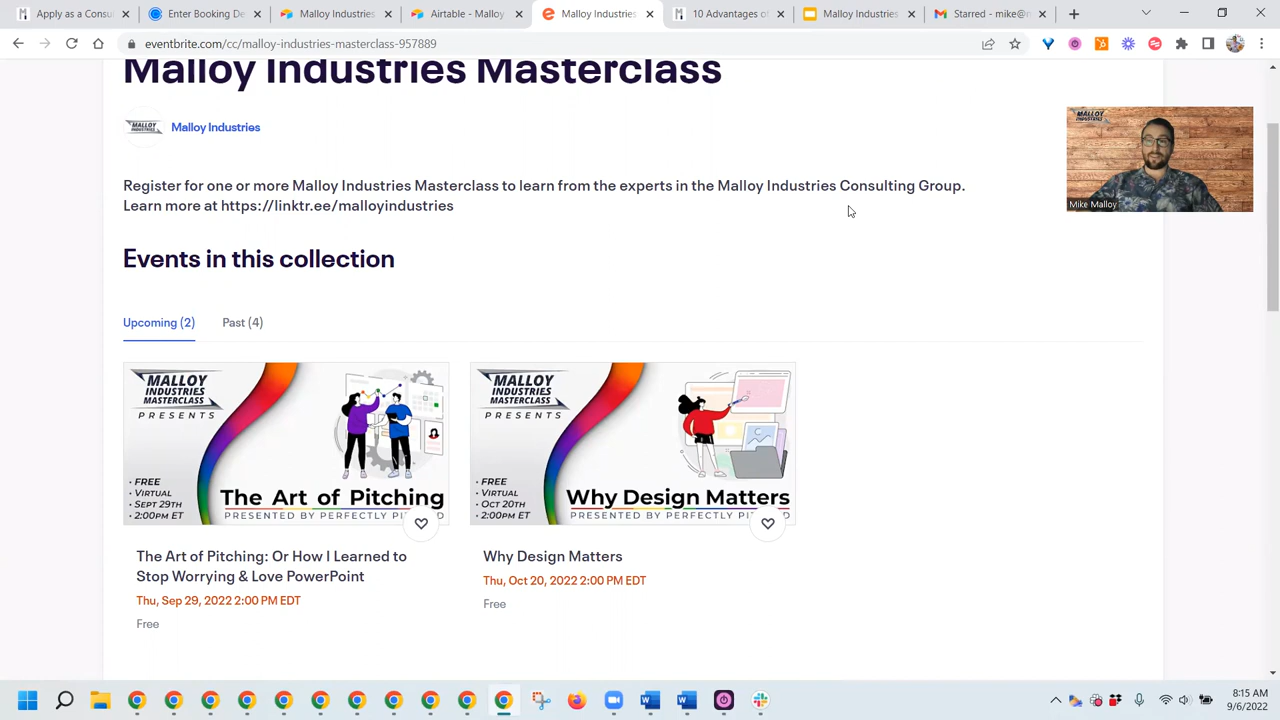 Apply as a Consu
Enter Booking De
Airtable - Malloy
Airtable - Malloy
Malloy Industries
10 Advantages of
Malloy Industries
Starred - mike@m
eventbrite.com/cc/malloy-industries-masterclass-957889
Malloy Industries Masterclass
Malloy Industries
Register for one or more Malloy Industries Masterclass to learn from the experts in the Malloy Industries Consulting Group.
Learn more at https://linktr.ee/malloyindustries
MALLOY
INDUSTRIES
Mike Malloy
Events in this collection
Upcoming (2)
Past (4)
MALLOY
INDUSTRIES
MASTERCLASS
PRESENTS
• FREE
• VIRTUAL
• SEPT 29TH
• 2:00PM ET
The Art of Pitching
PRESENTED BY PERFECTLY PIT
MALLOY
INDUSTRIES
MASTERCLASS
PRESENTS
• FREE
• VIRTUAL
• OCT 20TH
• 2:00PM ET
Why Design Matters
PRESENTED BY PERFECTLY PIT
The Art of Pitching: Or How I Learned to
Stop Worrying & Love PowerPoint
Thu, Sep 29, 2022 2:00 PM EDT
Free
Why Design Matters
Thu, Oct 20, 2022 2:00 PM EDT
Free
8:15 AM
9/6/2022